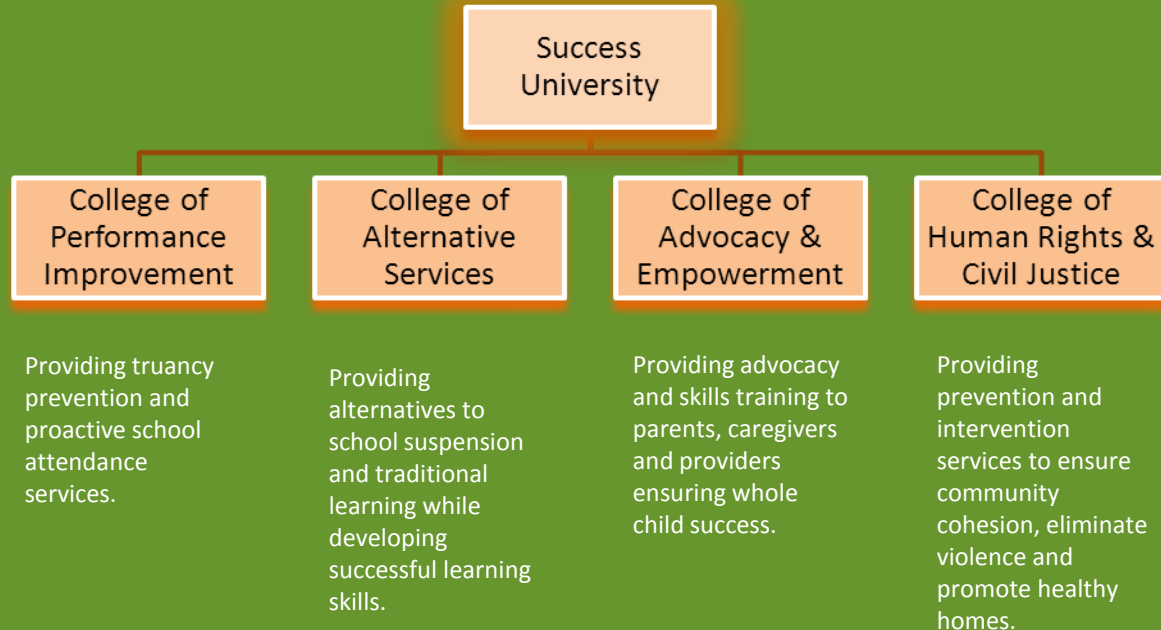 Success
University
College of
Performance
Improvement
College of
Alternative
Services
College of
Advocacy &
Empowerment
College of
Human Rights &
Civil Justice
Providing truancy
prevention and
proactive school
attendance
services.
Providing
alternatives to
school suspension
and traditional
learning while
developing
successful learning
skills.
Providing advocacy
and skills training to
parents, caregivers
and providers
ensuring whole
child success.
Providing
prevention and
intervention
services to ensure
community
cohesion, eliminate
violence and
promote healthy
homes.